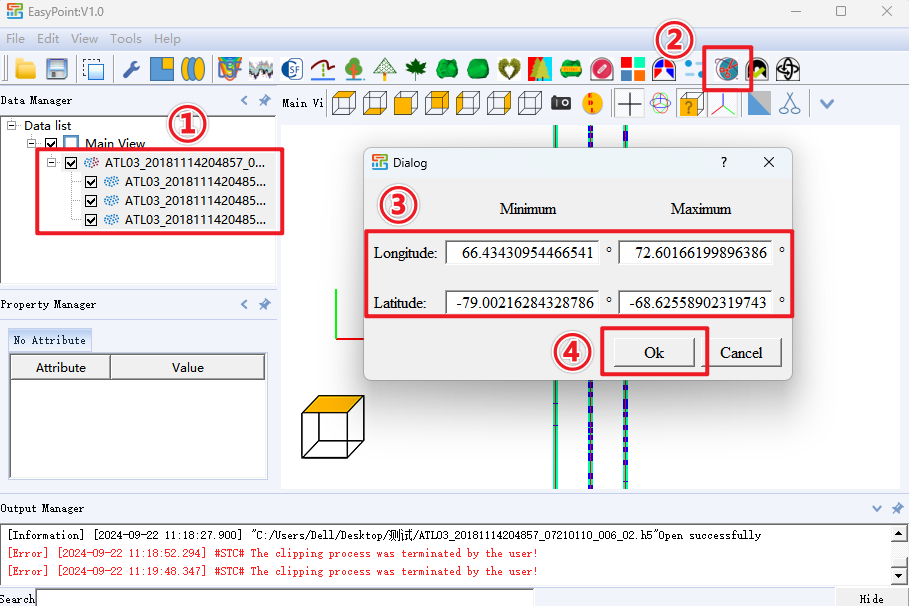 EasyPoint:V1.0
File Edit View Tools Help
②
Data Manager
Main Vi
①
Data list
Main View
ATL03_20181114204857_0...
ATL03_2018111420485...
ATL03_2018111420485...
ATL03_2018111420485...
Dialog ?
③
Minimum Maximum
Longitude: 66.43430954466541 ° 72.60166199896386 °
Latitude: -79.00216284328786 ° -68.62558902319743 °
④ Ok Cancel
Property Manager
No Attribute
Attribute Value
Output Manager
[Information] [2024-09-22 11:18:27.900] "C:/Users/Dell/Desktop/测试/ATL03_20181114204857_07210110_006_02.h5"Open successfully
[Error] [2024-09-22 11:18:52.294] #STC# The clipping process was terminated by the user!
[Error] [2024-09-22 11:19:48.347] #STC# The clipping process was terminated by the user!
Search Hide